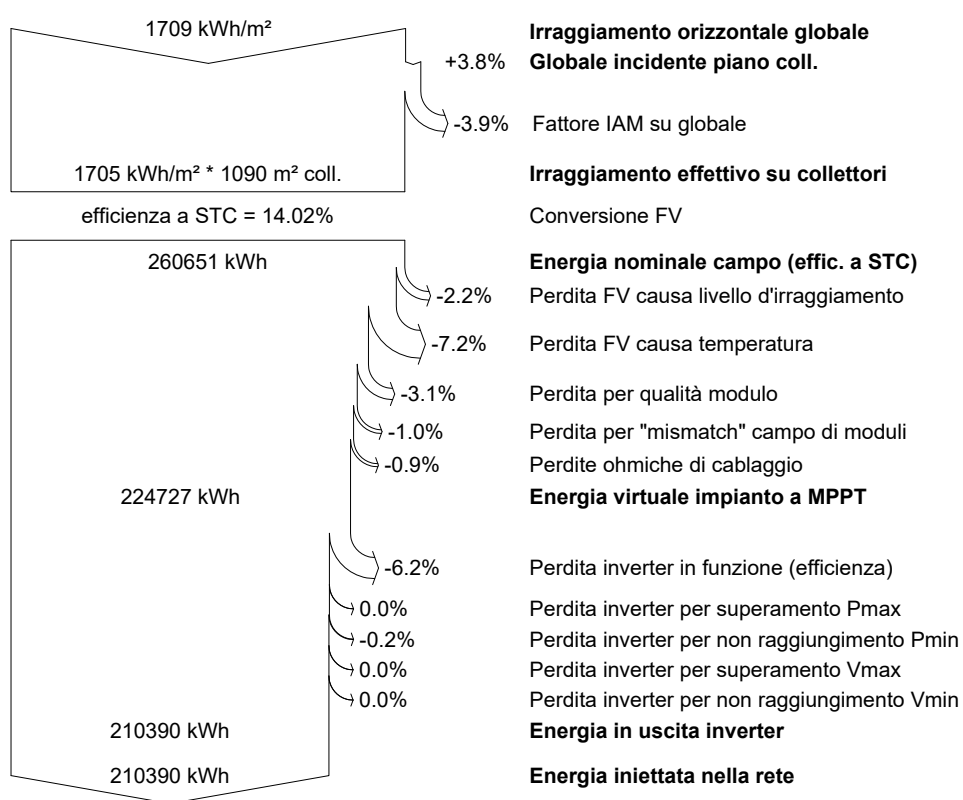 1709 kWh/m² Irraggiamento orizzontale globale
+3.8% Globale incidente piano coll.
-3.9% Fattore IAM su globale
1705 kWh/m² * 1090 m² coll. Irraggiamento effettivo su collettori
efficienza a STC = 14.02% Conversione FV
260651 kWh Energia nominale campo (effic. a STC)
-2.2% Perdita FV causa livello d'irraggiamento
-7.2% Perdita FV causa temperatura
-3.1% Perdita per qualità modulo
-1.0% Perdita per "mismatch" campo di moduli
-0.9% Perdite ohmiche di cablaggio
224727 kWh Energia virtuale impianto a MPPT
-6.2% Perdita inverter in funzione (efficienza)
0.0% Perdita inverter per superamento Pmax
-0.2% Perdita inverter per non raggiungimento Pmin
0.0% Perdita inverter per superamento Vmax
0.0% Perdita inverter per non raggiungimento Vmin
210390 kWh Energia in uscita inverter
210390 kWh Energia iniettata nella rete